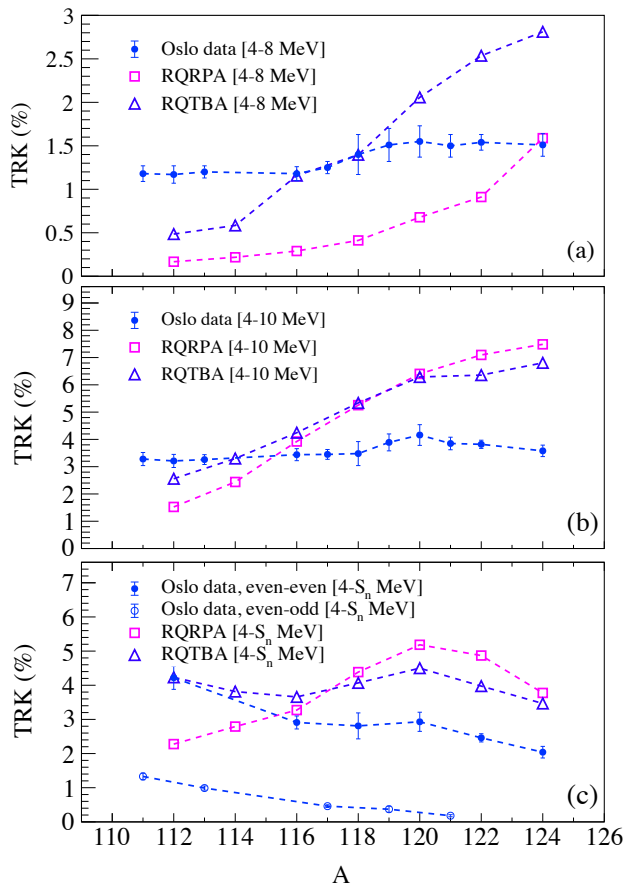 3
2.5
2
1.5
1
0.5
0
TRK (%)
Oslo data [4-8 MeV]
RQRPA [4-8 MeV]
RQTBA [4-8 MeV]
(a)
9
8
7
6
5
4
3
2
1
0
TRK (%)
Oslo data [4-10 MeV]
RQRPA [4-10 MeV]
RQTBA [4-10 MeV]
(b)
7
6
5
4
3
2
1
0
TRK (%)
Oslo data, even-even [4-S_n MeV]
Oslo data, even-odd [4-S_n MeV]
RQRPA [4-S_n MeV]
RQTBA [4-S_n MeV]
(c)
110 112 114 116 118 120 122 124 126
A